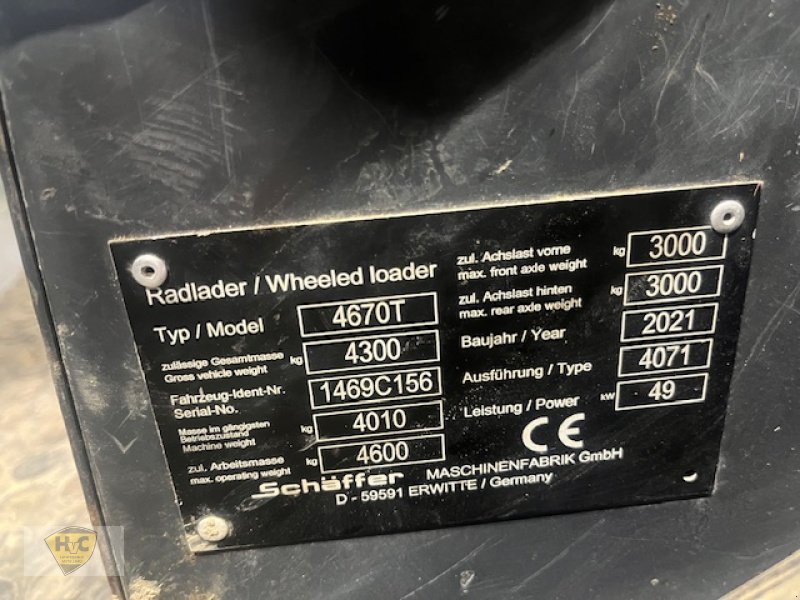 Radlader / Wheeled loader
Typ / Model 4670T
zulässige Gesamtmasse
Gross vehicle weight kg 4300
Fahrzeug-Ident-Nr.
Serial-No. 1469C156
Masse im gängigsten
Betriebszustand
Machine weight kg 4010
zul. Arbeitsmasse
max. operating weight kg 4600
zul. Achslast vorne
max. front axle weight kg 3000
zul. Achslast hinten
max. rear axle weight kg 3000
Baujahr / Year 2021
Ausführung / Type 4071
Leistung / Power kW 49
CE
Schäffer MASCHINENFABRIK GmbH
D - 59591 ERWITTE / Germany
HvC